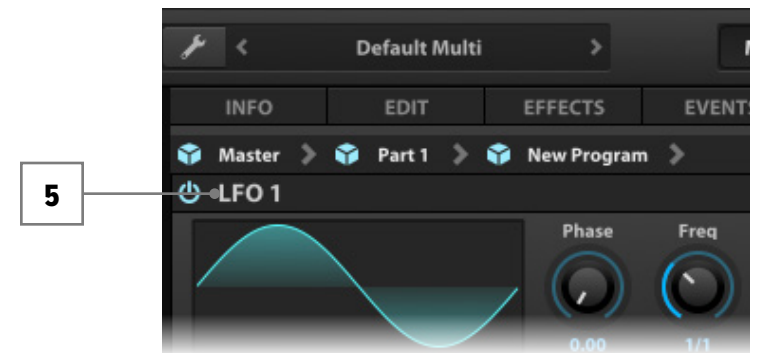 Default Multi
INFO EDIT EFFECTS EVENTS
Master Part 1 New Program
5 LFO 1
Phase Freq
0.00 1/1